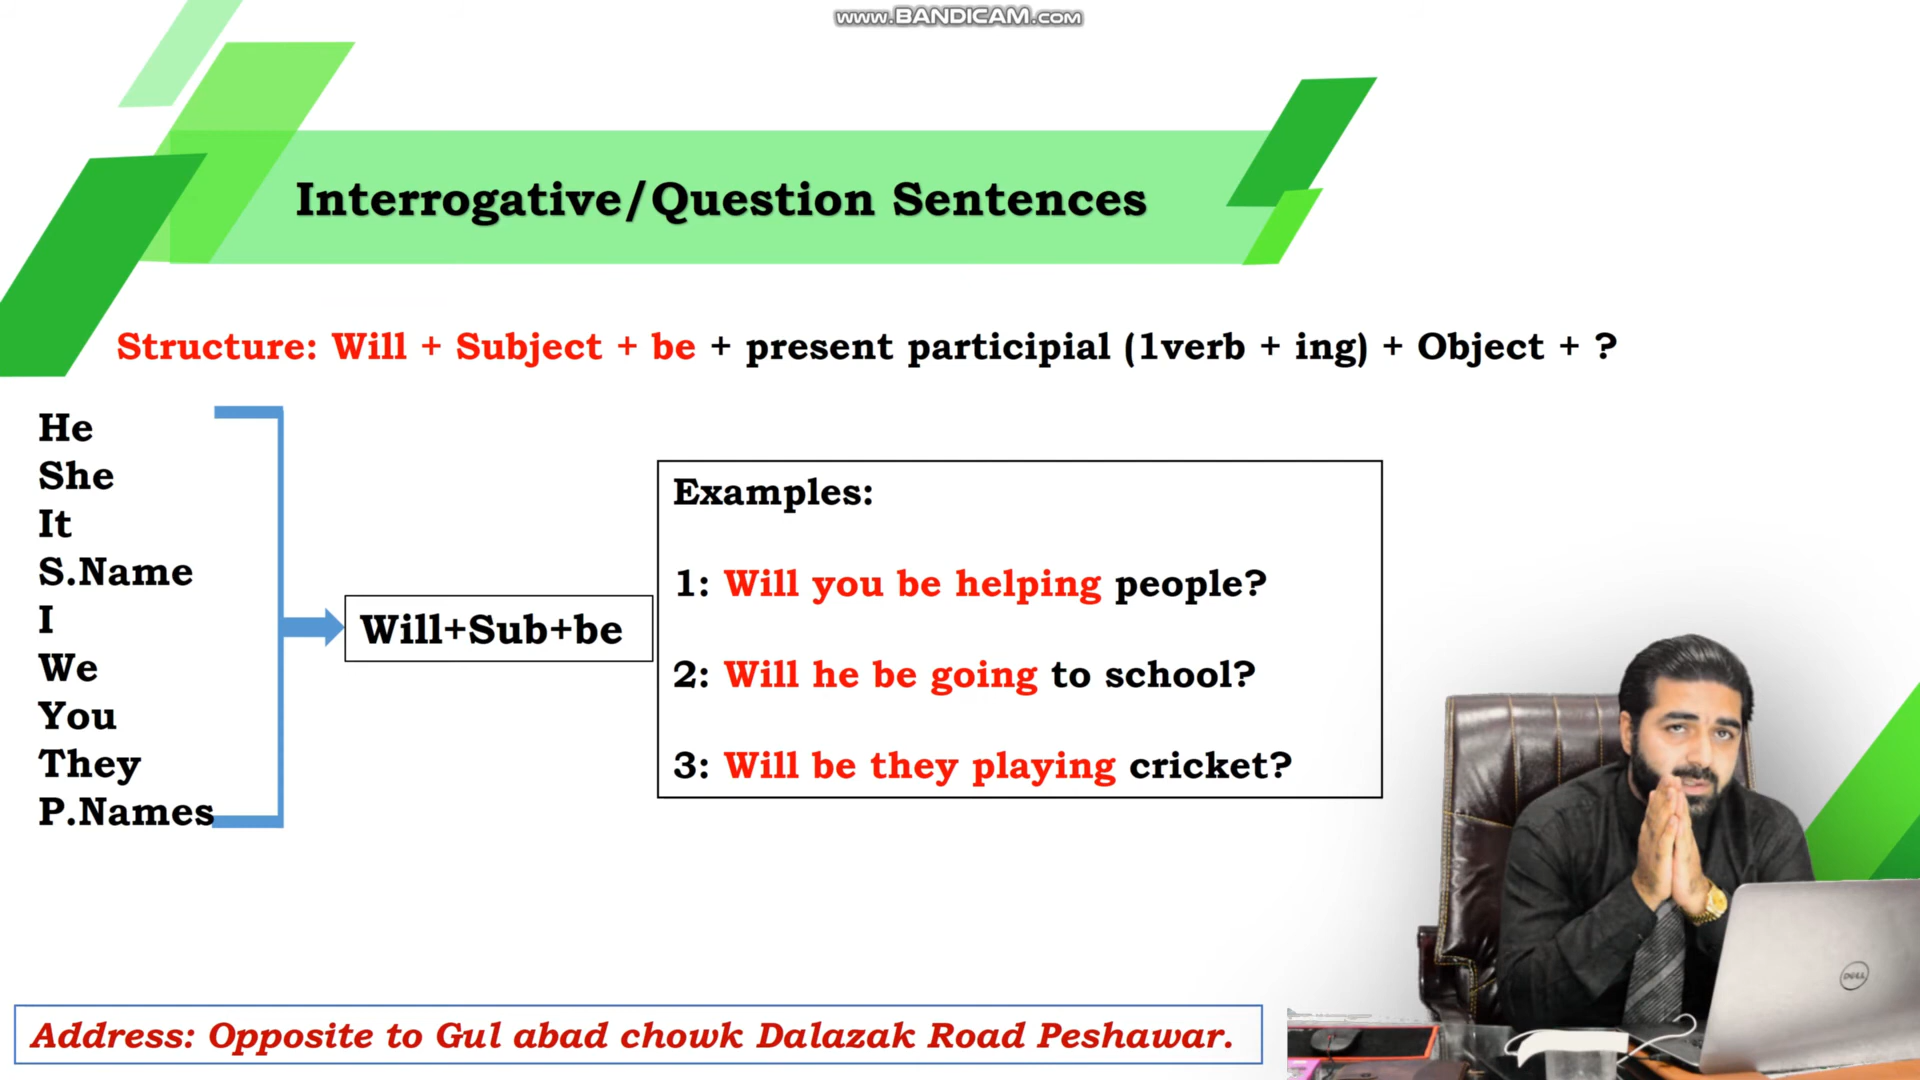 www.BANDICAM.com
Interrogative/Question Sentences
Structure: Will + Subject + be + present participial (1verb + ing) + Object + ?
He
She
It
S.Name
I
We
You
They
P.Names
Will+Sub+be
Examples:
1: Will you be helping people?
2: Will he be going to school?
3: Will be they playing cricket?
DELL
Address: Opposite to Gul abad chowk Dalazak Road Peshawar.